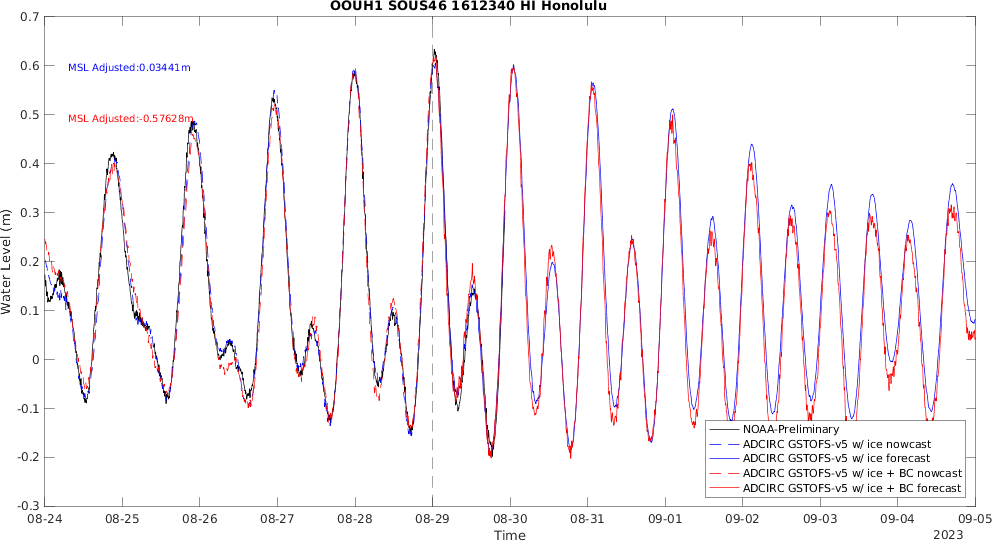 OOUH1 SOUS46 1612340 HI Honolulu
0.7
0.6
0.5
0.4
0.3
0.2
0.1
0
-0.1
-0.2
-0.3
Water Level (m)
MSL Adjusted:0.03441m
MSL Adjusted:-0.57628m
NOAA-Preliminary
ADCIRC GSTOFS-v5 w/ ice nowcast
ADCIRC GSTOFS-v5 w/ ice forecast
ADCIRC GSTOFS-v5 w/ ice + BC nowcast
ADCIRC GSTOFS-v5 w/ ice + BC forecast
08-24 08-25 08-26 08-27 08-28 08-29 08-30 08-31 09-01 09-02 09-03 09-04 09-05
Time
2023